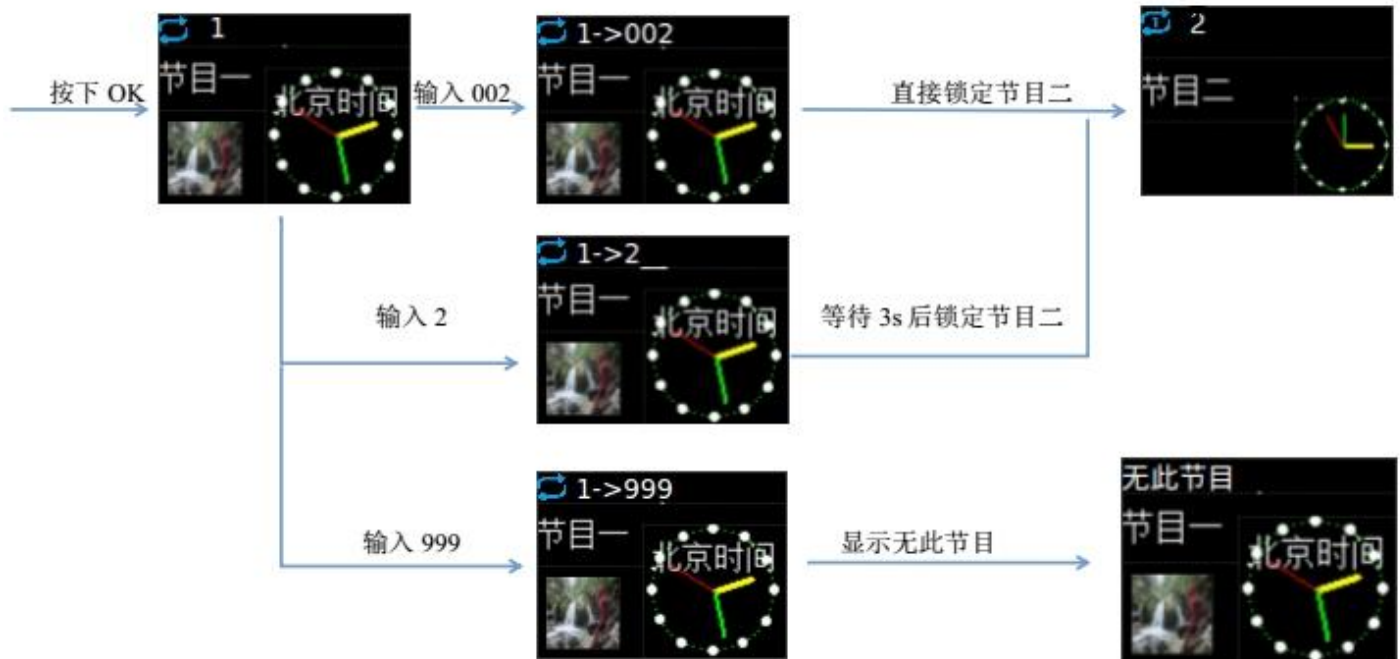 按下 OK
1
节目一
北京时间
输入 002
1->002
节目一
北京时间
直接锁定节目二
1
2
节目二
输入 2
1->2__
节目一
北京时间
等待 3s 后锁定节目二
输入 999
1->999
节目一
北京时间
显示无此节目
无此节目
节目一
北京时间